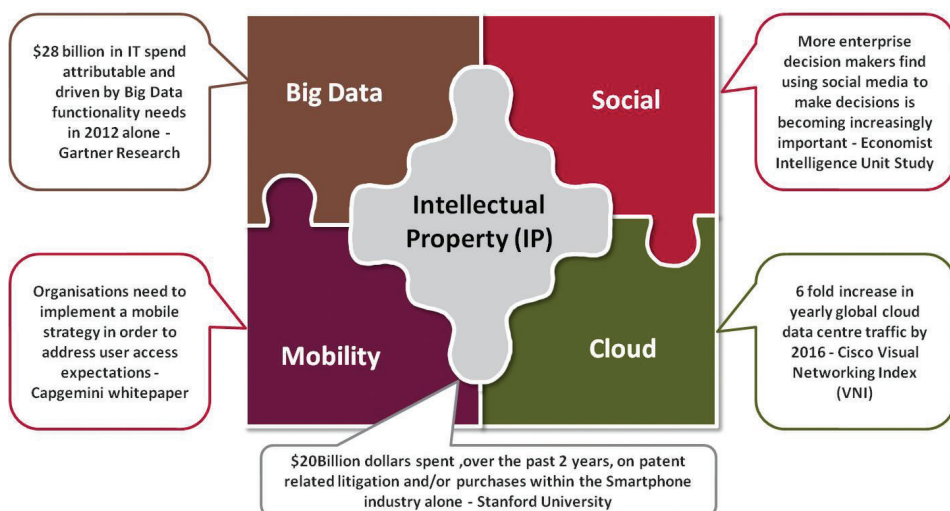 $28 billion in IT spend
attributable and
driven by Big Data
functionality needs
in 2012 alone -
Gartner Research
Big Data
Social
More enterprise
decision makers find
using social media to
make decisions is
becoming increasingly
important - Economist
Intelligence Unit Study
Intellectual
Property (IP)
Organisations need to
implement a mobile
strategy in order to
address user access
expectations -
Capgemini whitepaper
Mobility
Cloud
6 fold increase in
yearly global cloud
data centre traffic by
2016 - Cisco Visual
Networking Index
(VNI)
$20Billion dollars spent ,over the past 2 years, on patent
related litigation and/or purchases within the Smartphone
industry alone - Stanford University